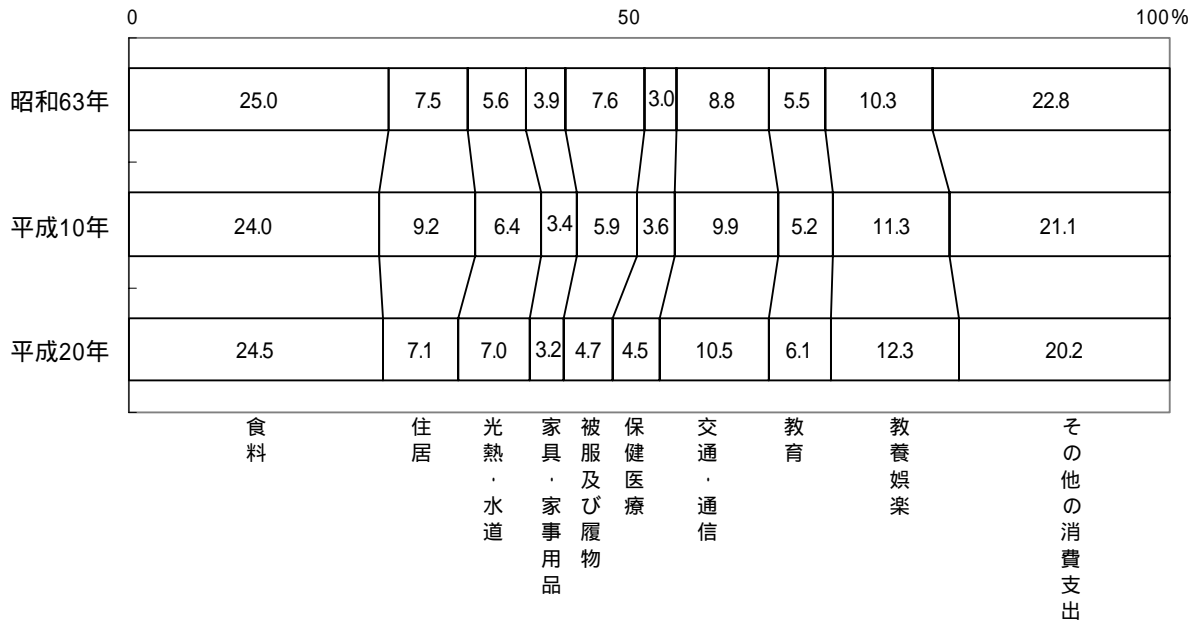 0 50 100%
昭和63年 25.0 7.5 5.6 3.9 7.6 3.0 8.8 5.5 10.3 22.8
平成10年 24.0 9.2 6.4 3.4 5.9 3.6 9.9 5.2 11.3 21.1
平成20年 24.5 7.1 7.0 3.2 4.7 4.5 10.5 6.1 12.3 20.2
食料
住居
光熱・水道
家具・家事用品
被服及び履物
保健医療
交通・通信
教育
教養娯楽
その他の消費支出